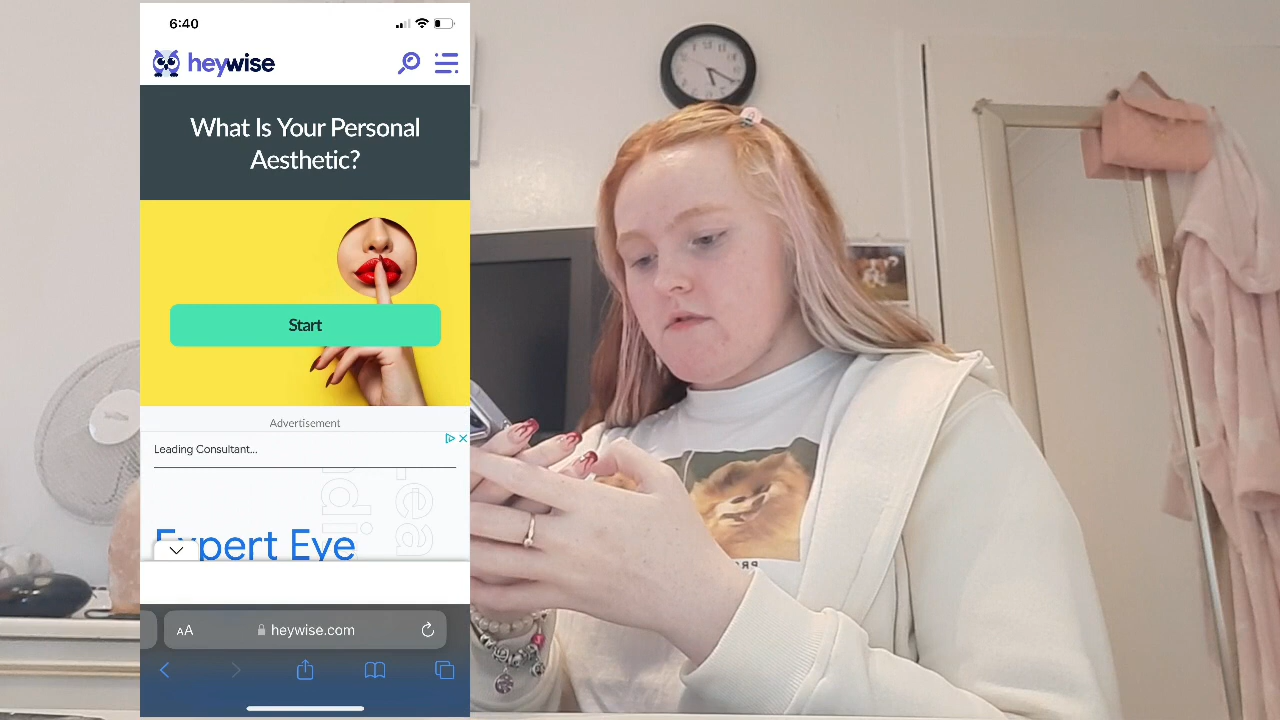 6:40
heywise
What Is Your Personal
Aesthetic?
Start
Advertisement
Leading Consultant...
Expert Eye
AA
heywise.com